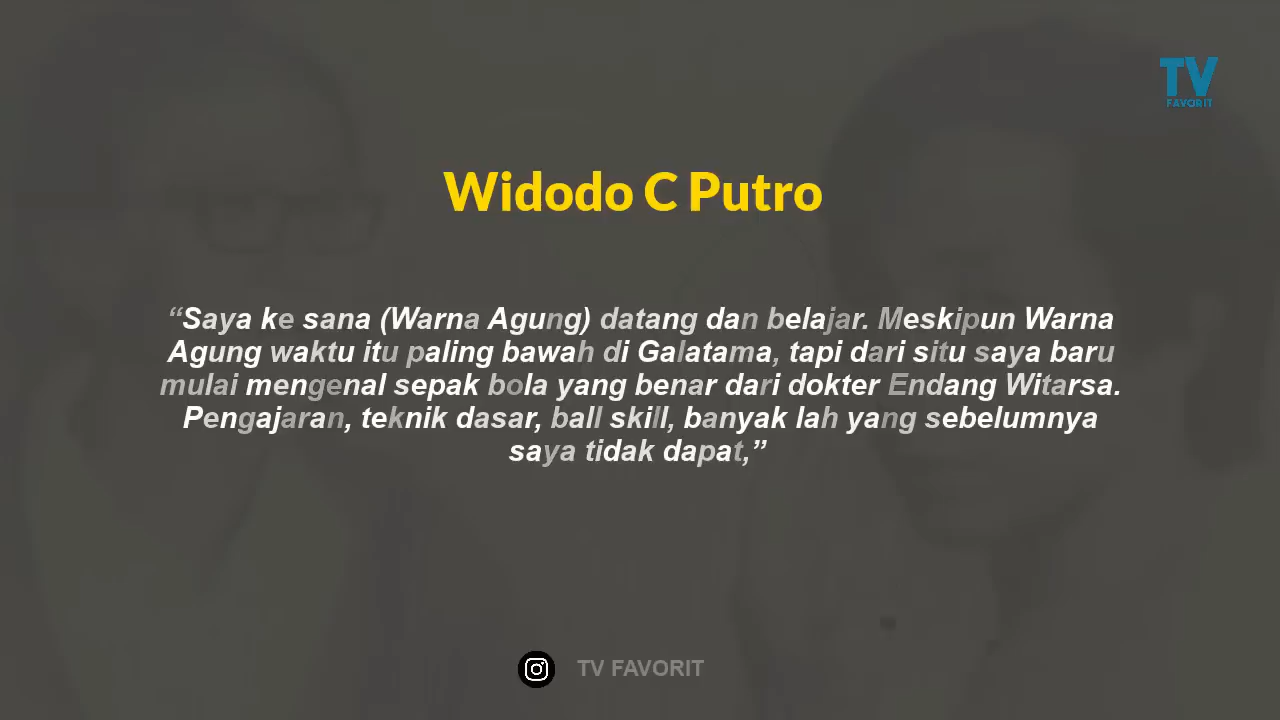 TV
FAVORIT
Widodo C Putro
“Saya ke sana (Warna Agung) datang dan belajar. Meskipun Warna
Agung waktu itu paling bawah di Galatama, tapi dari situ saya baru
mulai mengenal sepak bola yang benar dari dokter Endang Witarsa.
Pengajaran, teknik dasar, ball skill, banyak lah yang sebelumnya
saya tidak dapat,”
TV FAVORIT